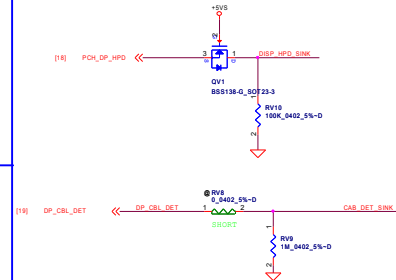 +5VS
2
G
[18] PCH_DP_HPD
3
S
1
D
DISP_HPD_SINK
QV1
BSS138-G_SOT23-3
1
RV10
100K_0402_5%~D
2
@ RV8
0_0402_5%~D
[19] DP_CBL_DET
DP_CBL_DET
1
2
CAB_DET_SINK
SHORT
1
RV9
1M_0402_5%~D
2